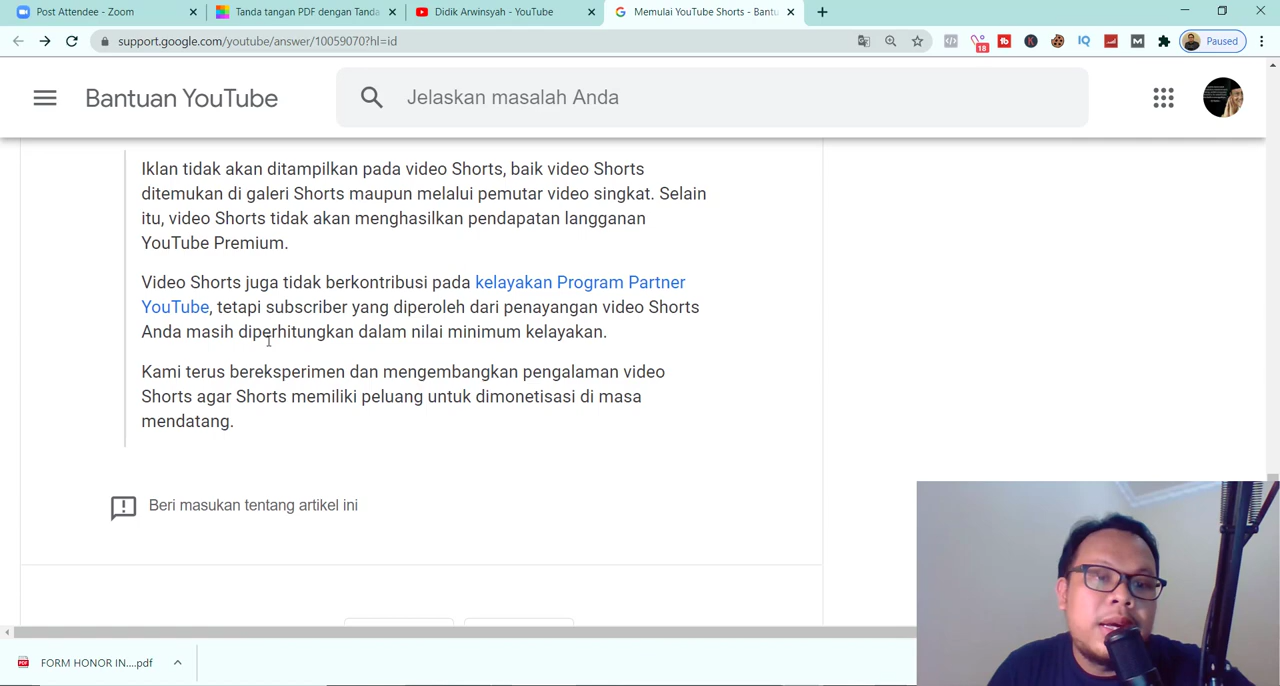 Post Attendee - Zoom
Tanda tangan PDF dengan Tanda
Didik Arwinsyah - YouTube
Memulai YouTube Shorts - Bantu
support.google.com/youtube/answer/10059070?hl=id
18
tb
K
IQ
M
Paused
Bantuan YouTube
Jelaskan masalah Anda
Iklan tidak akan ditampilkan pada video Shorts, baik video Shorts
ditemukan di galeri Shorts maupun melalui pemutar video singkat. Selain
itu, video Shorts tidak akan menghasilkan pendapatan langganan
YouTube Premium.
Video Shorts juga tidak berkontribusi pada kelayakan Program Partner
YouTube, tetapi subscriber yang diperoleh dari penayangan video Shorts
Anda masih diperhitungkan dalam nilai minimum kelayakan.
Kami terus bereksperimen dan mengembangkan pengalaman video
Shorts agar Shorts memiliki peluang untuk dimonetisasi di masa
mendatang.
Beri masukan tentang artikel ini
FORM HONOR IN....pdf